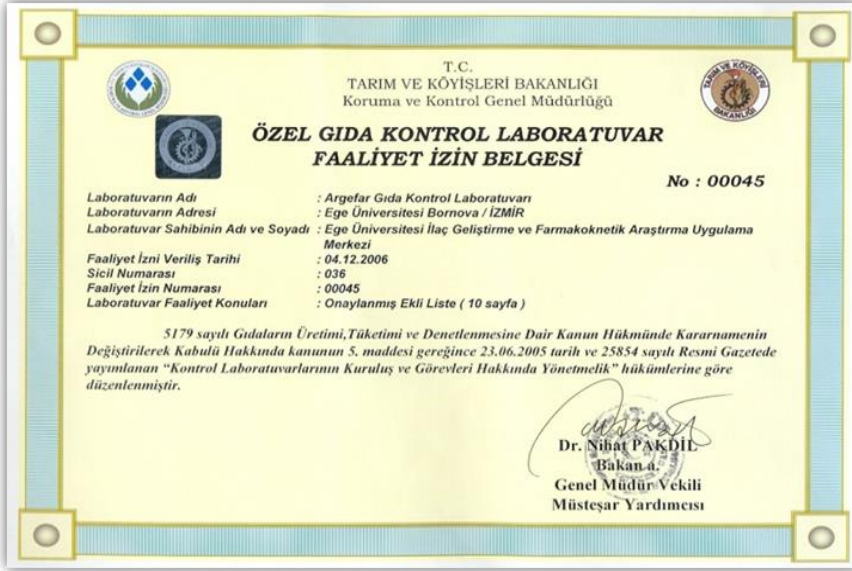 T.C.
TARIM VE KÖYİŞLERİ BAKANLIĞI
Koruma ve Kontrol Genel Müdürlüğü
TARIM VE KÖYİŞLERİ
BAKANLIĞI
ÖZEL GIDA KONTROL LABORATUVAR
FAALİYET İZİN BELGESİ
No : 00045
Laboratuvarın Adı : Argefar Gıda Kontrol Laboratuvarı
Laboratuvarın Adresi : Ege Üniversitesi Bornova / İZMİR
Laboratuvar Sahibinin Adı ve Soyadı : Ege Üniversitesi İlaç Geliştirme ve Farmakoknetik Araştırma Uygulama
Merkezi
Faaliyet İzni Veriliş Tarihi : 04.12.2006
Sicil Numarası : 036
Faaliyet İzin Numarası : 00045
Laboratuvar Faaliyet Konuları : Onaylanmış Ekli Liste ( 10 sayfa )
5179 sayılı Gıdaların Üretimi,Tüketimi ve Denetlenmesine Dair Kanun Hükmünde Kararnamenin
Değiştirilerek Kabulü Hakkında kanunun 5. maddesi gereğince 23.06.2005 tarih ve 25854 sayılı Resmi Gazetede
yayımlanan “Kontrol Laboratuvarlarının Kuruluş ve Görevleri Hakkında Yönetmelik” hükümlerine göre
düzenlenmiştir.
Dr. Nihat PAKDİL
Bakan a.
Genel Müdür Vekili
Müsteşar Yardımcısı